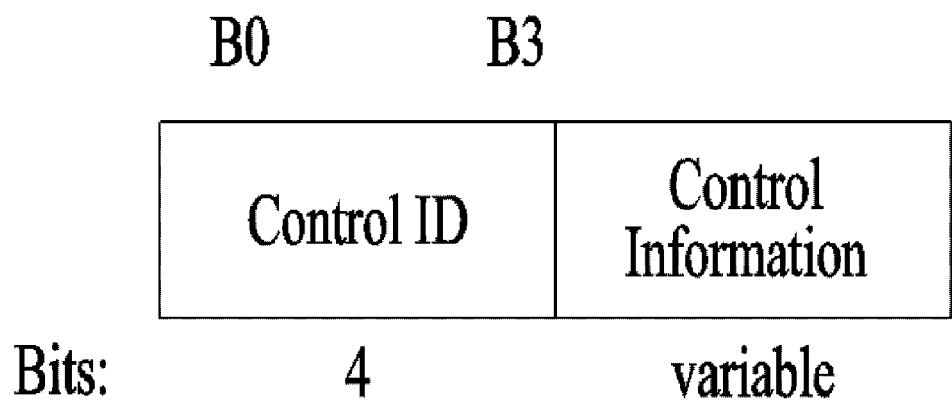 B0 B3
Control ID
Control
Information
Bits: 4 variable